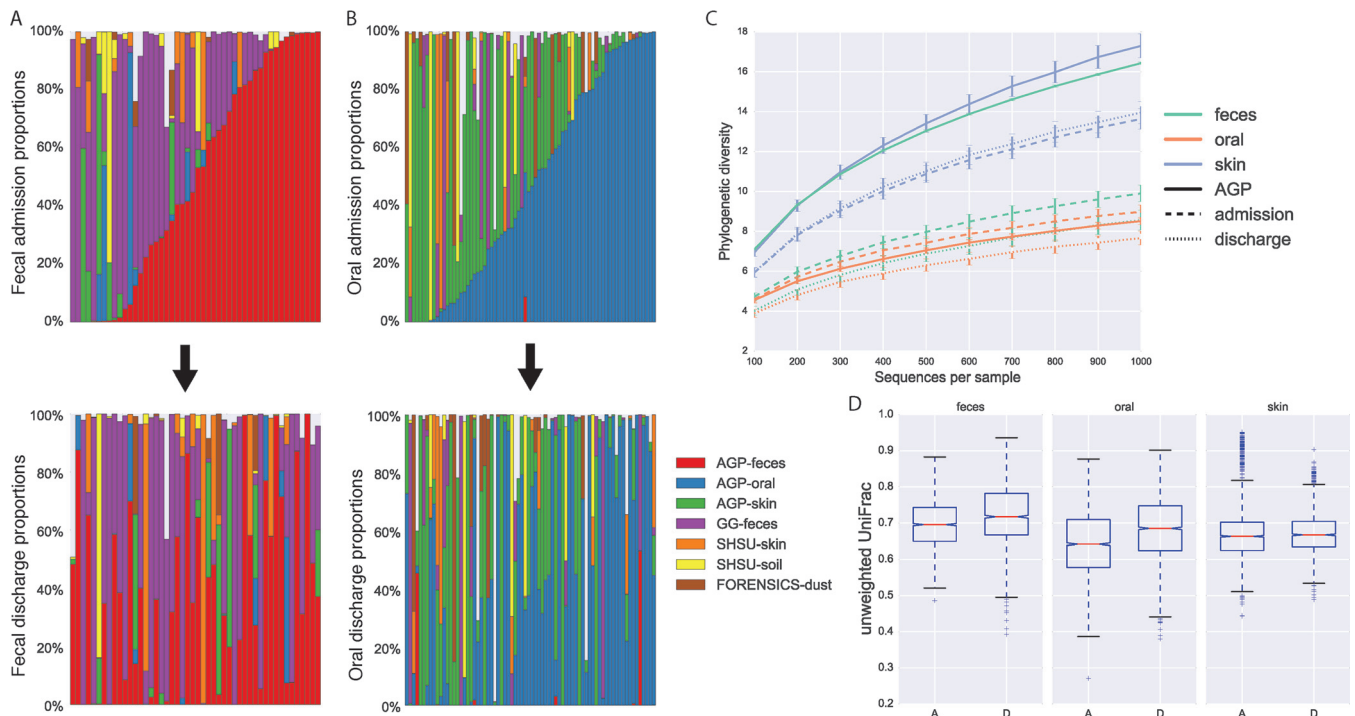 A
Fecal admission proportions
100%
80%
60%
40%
20%
0%
Fecal discharge proportions
100%
80%
60%
40%
20%
0%
B
Oral admission proportions
100%
80%
60%
40%
20%
0%
Oral discharge proportions
100%
80%
60%
40%
20%
0%
AGP-feces
AGP-oral
AGP-skin
GG-feces
SHSU-skin
SHSU-soil
FORENSICS-dust
C
Phylogenetic diversity
18
16
14
12
10
8
6
4
2
100 200 300 400 500 600 700 800 900 1000
Sequences per sample
feces
oral
skin
AGP
admission
discharge
D
feces oral skin
unweighted UniFrac
1.0
0.9
0.8
0.7
0.6
0.5
0.4
0.3
0.2
A D A D A D